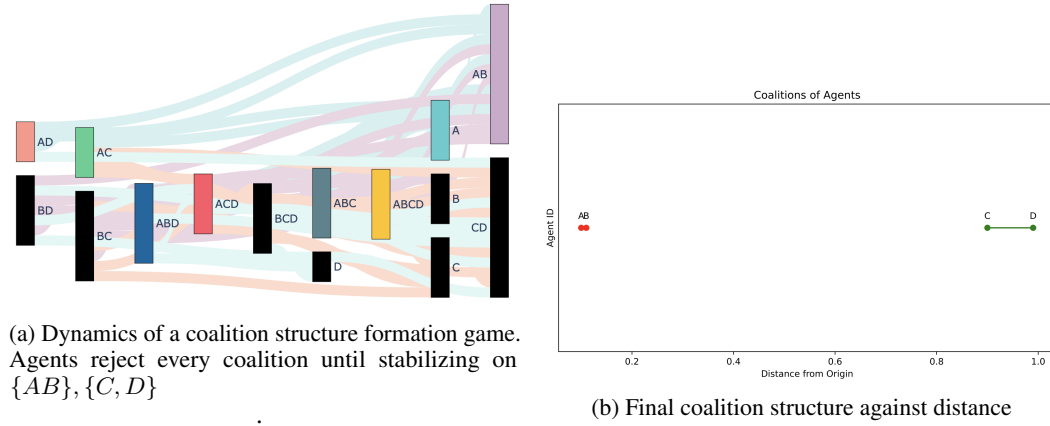 AB
A
AD
AC
BD
BC
ABD
ACD
BCD
ABC
ABCD
B
CD
D
C
(a) Dynamics of a coalition structure formation game.
Agents reject every coalition until stabilizing on
{AB}, {C, D}
.
Coalitions of Agents
Agent ID
A B
C
D
0.2
0.4
0.6
0.8
1.0
Distance from Origin
(b) Final coalition structure against distance